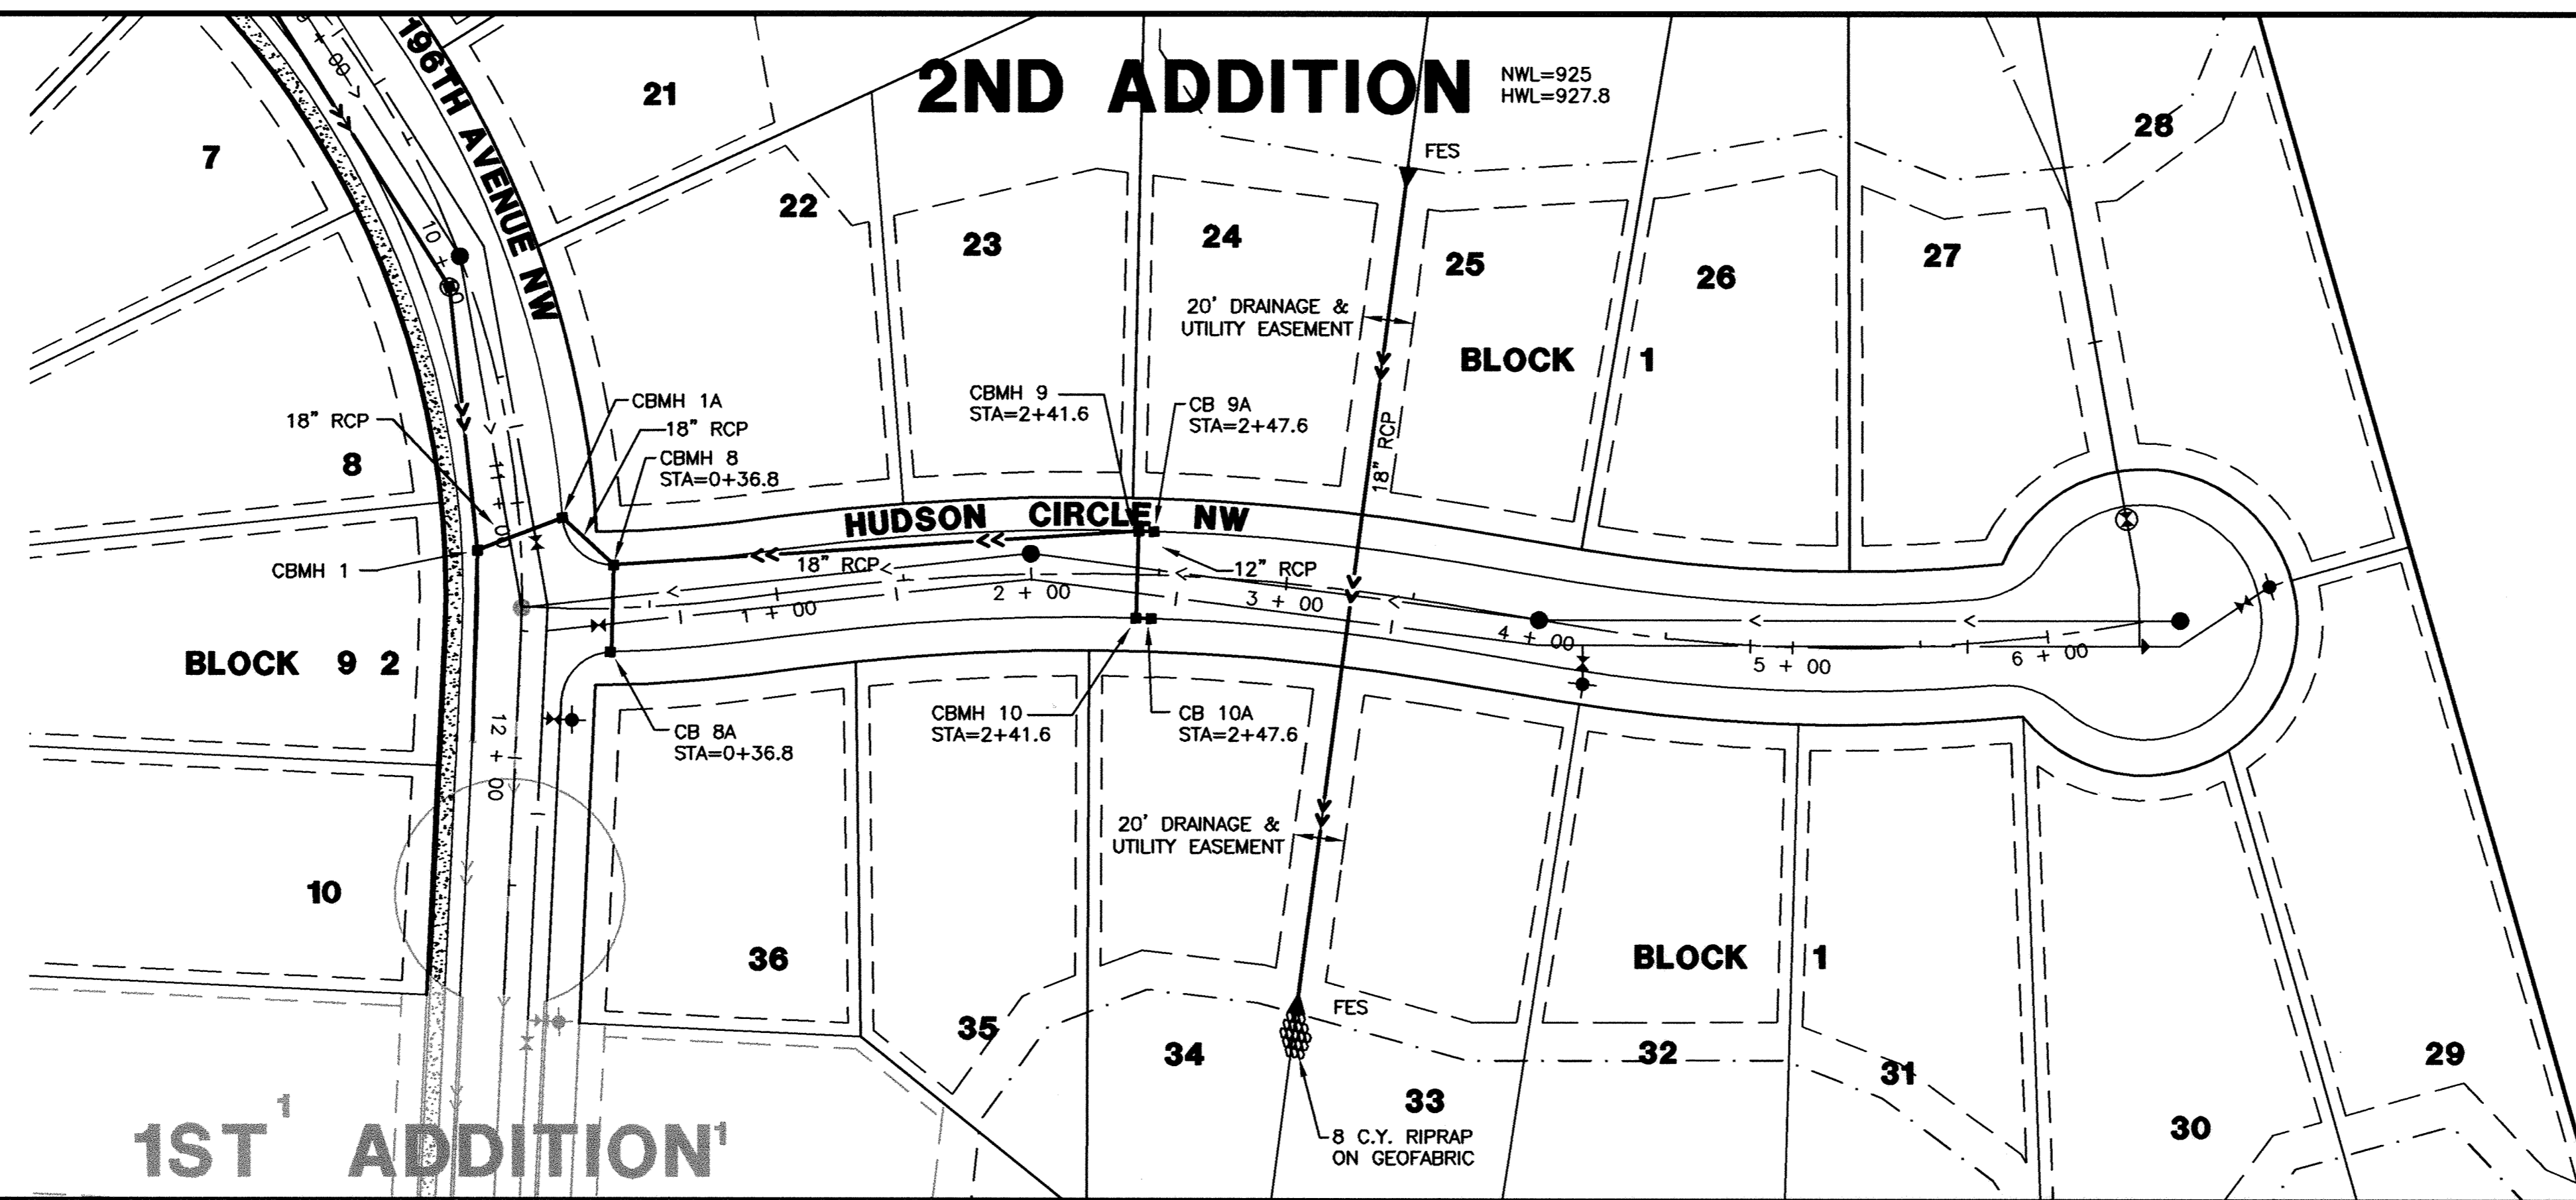 2ND ADDITION
NWL=925
HWL=927.8
196TH AVENUE NW
+ 00
21
28
7
FES
22
23
24
25
26
27
10 + 0
20' DRAINAGE &
UTILITY EASEMENT
BLOCK 1
CBMH 1A
18" RCP
CBMH 9
STA=2+41.6
CB 9A
STA=2+47.6
18" RCP
18" RCP
CBMH 8
STA=0+36.8
8
11 + 00
HUDSON CIRCLE NW
CBMH 1
18" RCP
12" RCP
1 + 00
2 + 00
3 + 00
4 + 00
5 + 00
6 + 00
BLOCK 9 2
12 + 00
CB 8A
STA=0+36.8
CBMH 10
STA=2+41.6
CB 10A
STA=2+47.6
20' DRAINAGE &
UTILITY EASEMENT
10
36
BLOCK 1
FES
35
34
32
31
29
33
30
8 C.Y. RIPRAP
ON GEOFABRIC
1ST 1 ADDITION 1